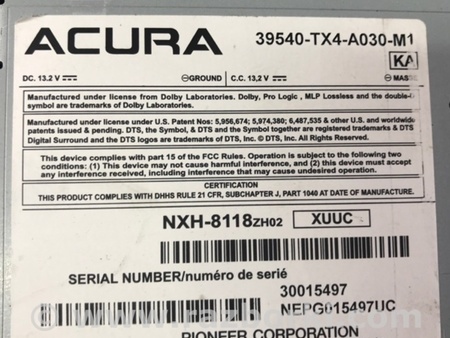 ACURA
39540-TX4-A030-M1
KA
DC. 13.2 V ⊖GROUND C.C. 13,2 V ⊖ MASSE
Manufactured under license from Dolby Laboratories. Dolby, Pro Logic , MLP Lossless and the double-
symbol are trademarks of Dolby Laboratories.
Manufactured under license under U.S. Patent Nos: 5,956,674; 5,974,380; 6,487,535 & other U.S. and worldwide
patents issued & pending. DTS, the Symbol, & DTS and the Symbol together are registered trademarks & DTS
Digital Surround and the DTS logos are trademarks of DTS, Inc. © DTS, Inc. All Rights Reserved.
This device complies with part 15 of the FCC Rules. Operation is subject to the following two
conditions: (1) This device may not cause harmful interference, and (2) this device must accept
any interference received, including interference that may cause undesired operation.
CERTIFICATION
THIS PRODUCT COMPLIES WITH DHHS RULE 21 CFR, SUBCHAPTER J, PART 1040 AT DATE OF MANUFACTURE.
NXH-8118ZH02 XUUC
SERIAL NUMBER/numéro de serié
30015497
NEPG015497UC
PIONEER CORPORATION